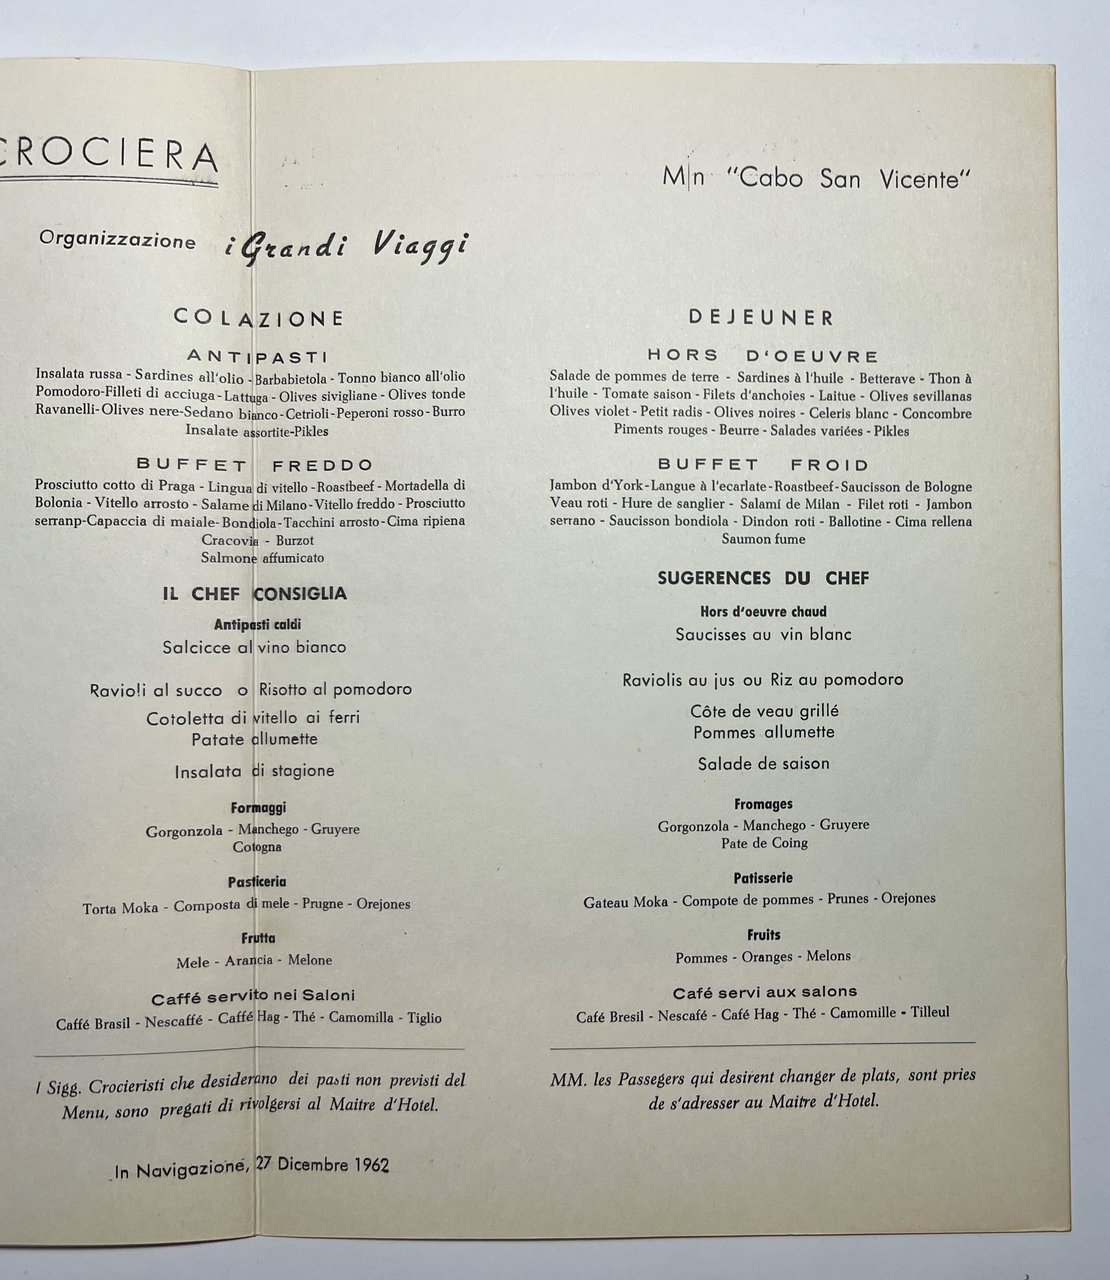 CROCIERA
M/n "Cabo San Vicente"
Organizzazione i Grandi Viaggi
COLAZIONE
ANTIPASTI
Insalata russa - Sardines all'olio - Barbabietola - Tonno bianco all'olio
Pomodoro-Filleti di acciuga-Lattuga - Olives sivigliane - Olives tonde
Ravanelli-Olives nere-Sedano bianco-Cetrioli-Peperoni rosso-Burro
Insalate assortite-Pikles
BUFFET FREDDO
Prosciutto cotto di Praga - Lingua di vitello -Roastbeef - Mortadella di
Bolonia - Vitello arrosto - Salame di Milano-Vitello freddo - Prosciutto
serranp-Capaccia di maiale-Bondiola-Tacchini arrosto-Cima ripiena
Cracovia - Burzot
Salmone affumicato
IL CHEF CONSIGLIA
Antipasti caldi
Salcicce al vino bianco
Ravioli al succo o Risotto al pomodoro
Cotoletta di vitello ai ferri
Patate allumette
Insalata di stagione
Formaggi
Gorgonzola - Manchego - Gruyere
Cotogna
Pasticeria
Torta Moka - Composta di mele - Prugne - Orejones
Frutta
Mele - Arancia - Melone
Caffé servito nei Saloni
Caffé Brasil - Nescaffé - Caffé Hag - Thé - Camomilla - Tiglio
I Sigg. Crocieristi che desiderano dei pasti non previsti del
Menu, sono pregati di rivolgersi al Maitre d'Hotel.
In Navigazione, 27 Dicembre 1962
DEJEUNER
HORS D'OEUVRE
Salade de pommes de terre - Sardines à l'huile - Betterave - Thon à
l'huile - Tomate saison - Filets d'anchoies - Laitue - Olives sevillanas
Olives violet - Petit radis - Olives noires - Celeris blanc - Concombre
Piments rouges - Beurre - Salades variées - Pikles
BUFFET FROID
Jambon d'York-Langue à l'ecarlate-Roastbeef-Saucisson de Bologne
Veau roti - Hure de sanglier - Salamí de Milan - Filet roti - Jambon
serrano - Saucisson bondiola - Dindon roti - Ballotine - Cima rellena
Saumon fume
SUGERENCES DU CHEF
Hors d'oeuvre chaud
Saucisses au vin blanc
Raviolis au jus ou Riz au pomodoro
Côte de veau grillé
Pommes allumette
Salade de saison
Fromages
Gorgonzola - Manchego - Gruyere
Pate de Coing
Patisserie
Gateau Moka - Compote de pommes - Prunes - Orejones
Fruits
Pommes - Oranges - Melons
Café servi aux salons
Café Bresil - Nescafé - Café Hag - Thé - Camomille - Tilleul
MM. les Passegers qui desirent changer de plats, sont pries
de s'adresser au Maitre d'Hotel.